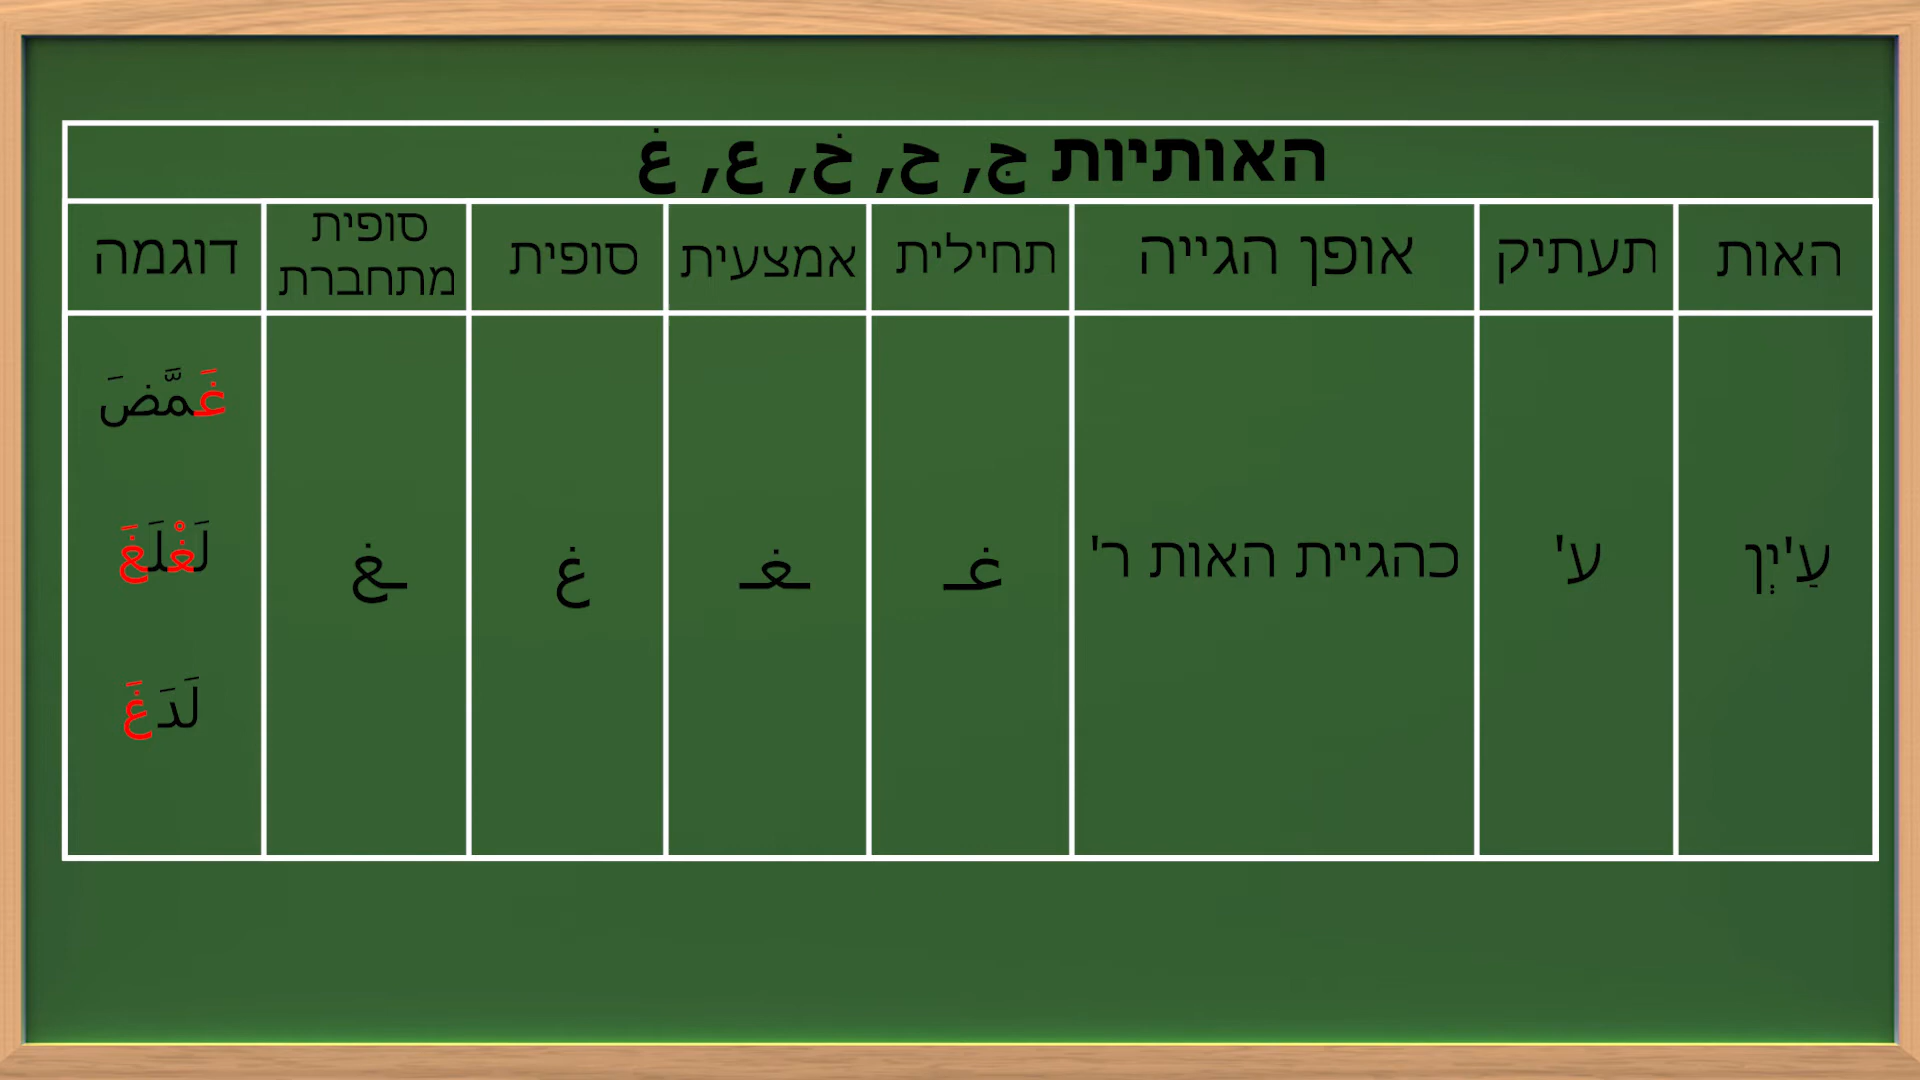 האותיות ج, ح, خ, ع, غ
האות
תעתיק
אופן הגייה
תחילית
אמצעית
סופית
סופית
מתחברת
דוגמה
עַ'יְן
ע'
כהגיית האות ר'
غـ
ـغـ
غ
ـغ
غَمَّضَ
لَغْلَغَ
لَدَغَ